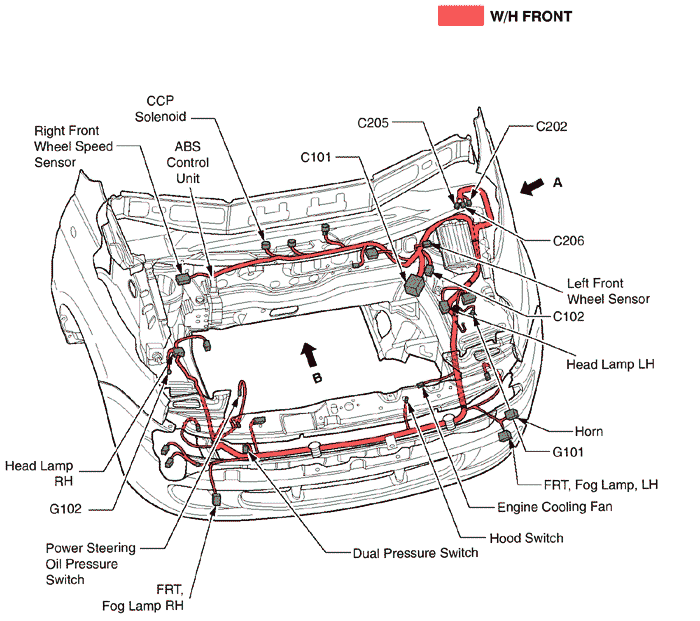 W/H FRONT
CCP
Solenoid
C205
C202
Right Front
Wheel Speed
Sensor
ABS
Control
Unit
C101
A
C206
Left Front
Wheel Sensor
C102
Head Lamp LH
B
Horn
G101
Head Lamp
RH
FRT, Fog Lamp, LH
G102
Engine Cooling Fan
Hood Switch
Power Steering
Oil Pressure
Switch
Dual Pressure Switch
FRT,
Fog Lamp RH